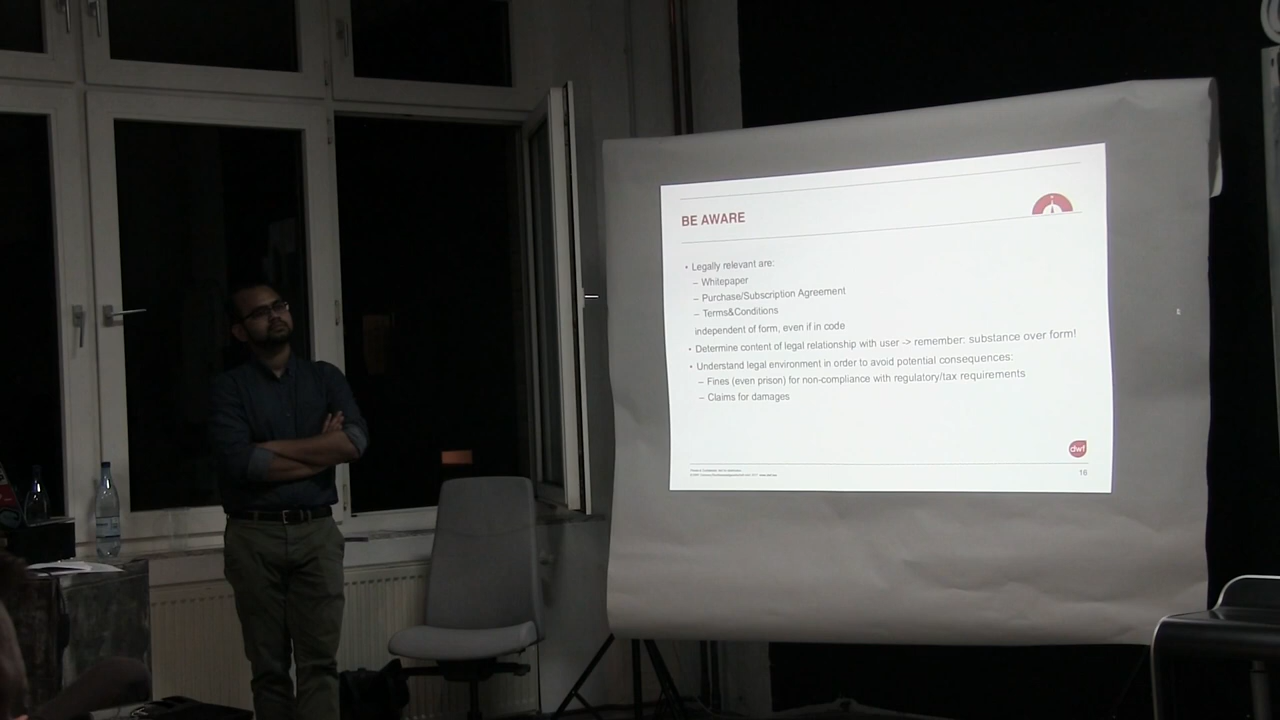 BE AWARE
• Legally relevant are:
– Whitepaper
– Purchase/Subscription Agreement
– Terms&Conditions
independent of form, even if in code
• Determine content of legal relationship with user -> remember: substance over form!
• Understand legal environment in order to avoid potential consequences:
– Fines (even prison) for non-compliance with regulatory/tax requirements
– Claims for damages
dwf
16